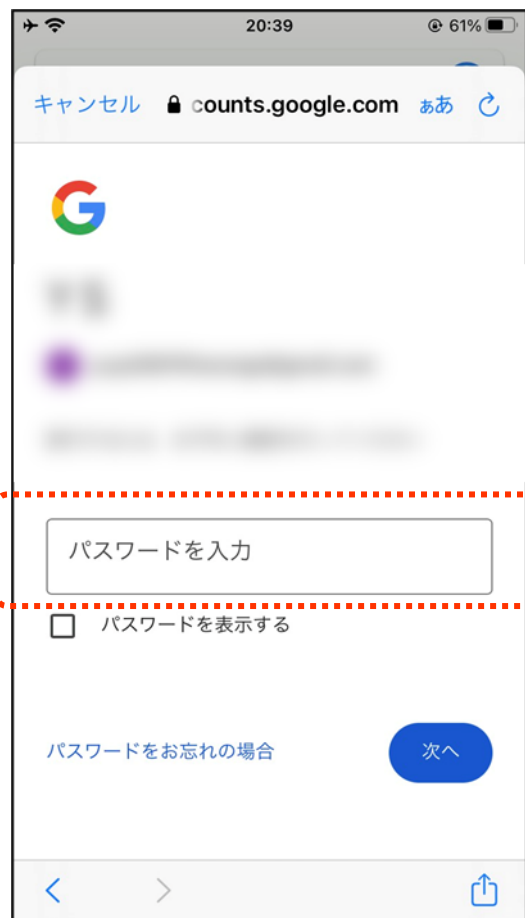 20:39 61%
キャンセル counts.google.com ぁあ
パスワードを入力
パスワードを表示する
パスワードをお忘れの場合 次へ